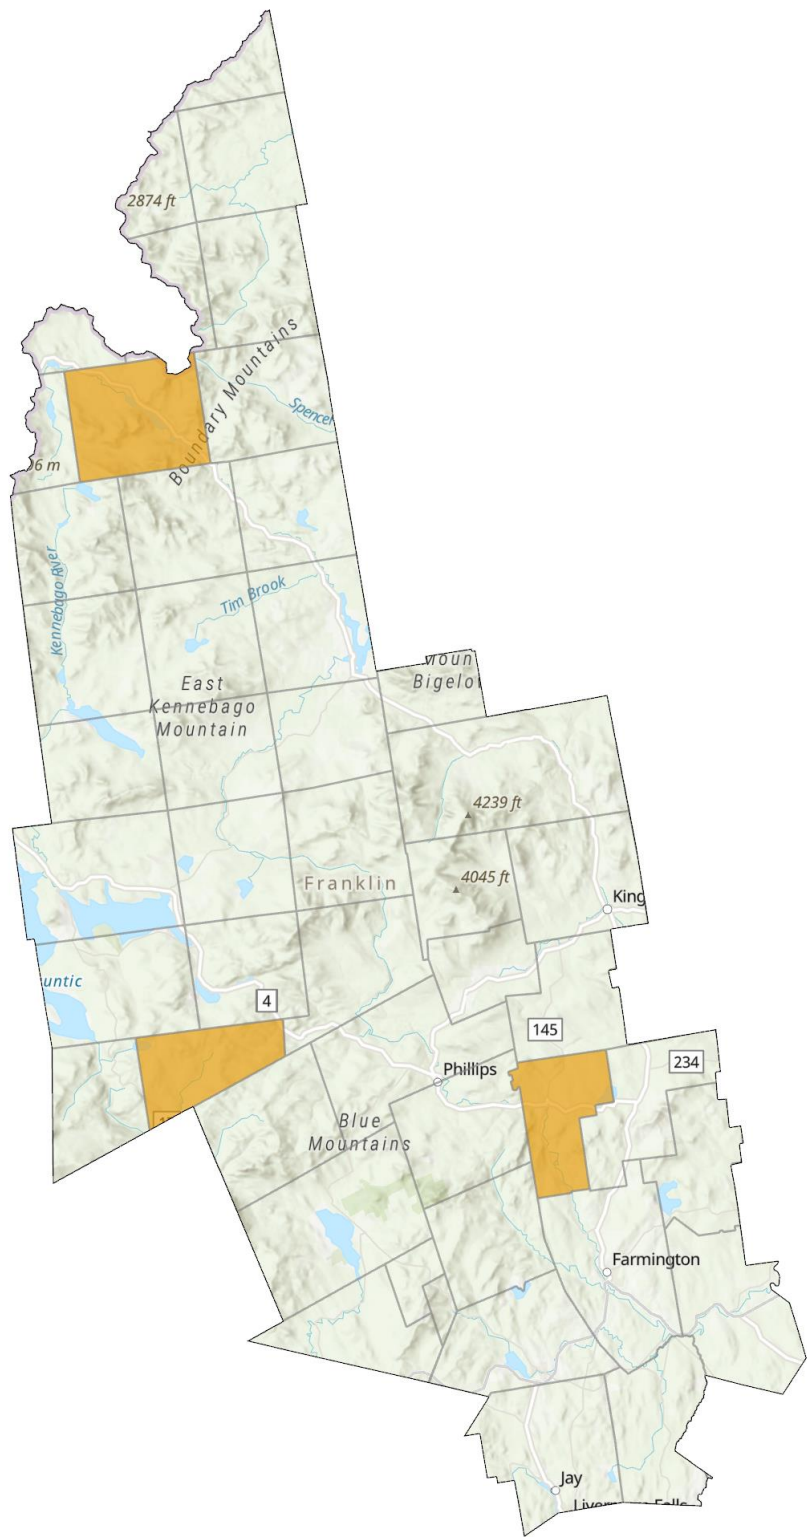 2874 ft
Boundary Mountains
Spencer
06 m
Kennebago River
Tim Brook
East
Kennebago
Mountain
Bigelo
4239 ft
4045 ft
Franklin
King
untic
4
145
234
Phillips
Blue
Mountains
Farmington
Jay